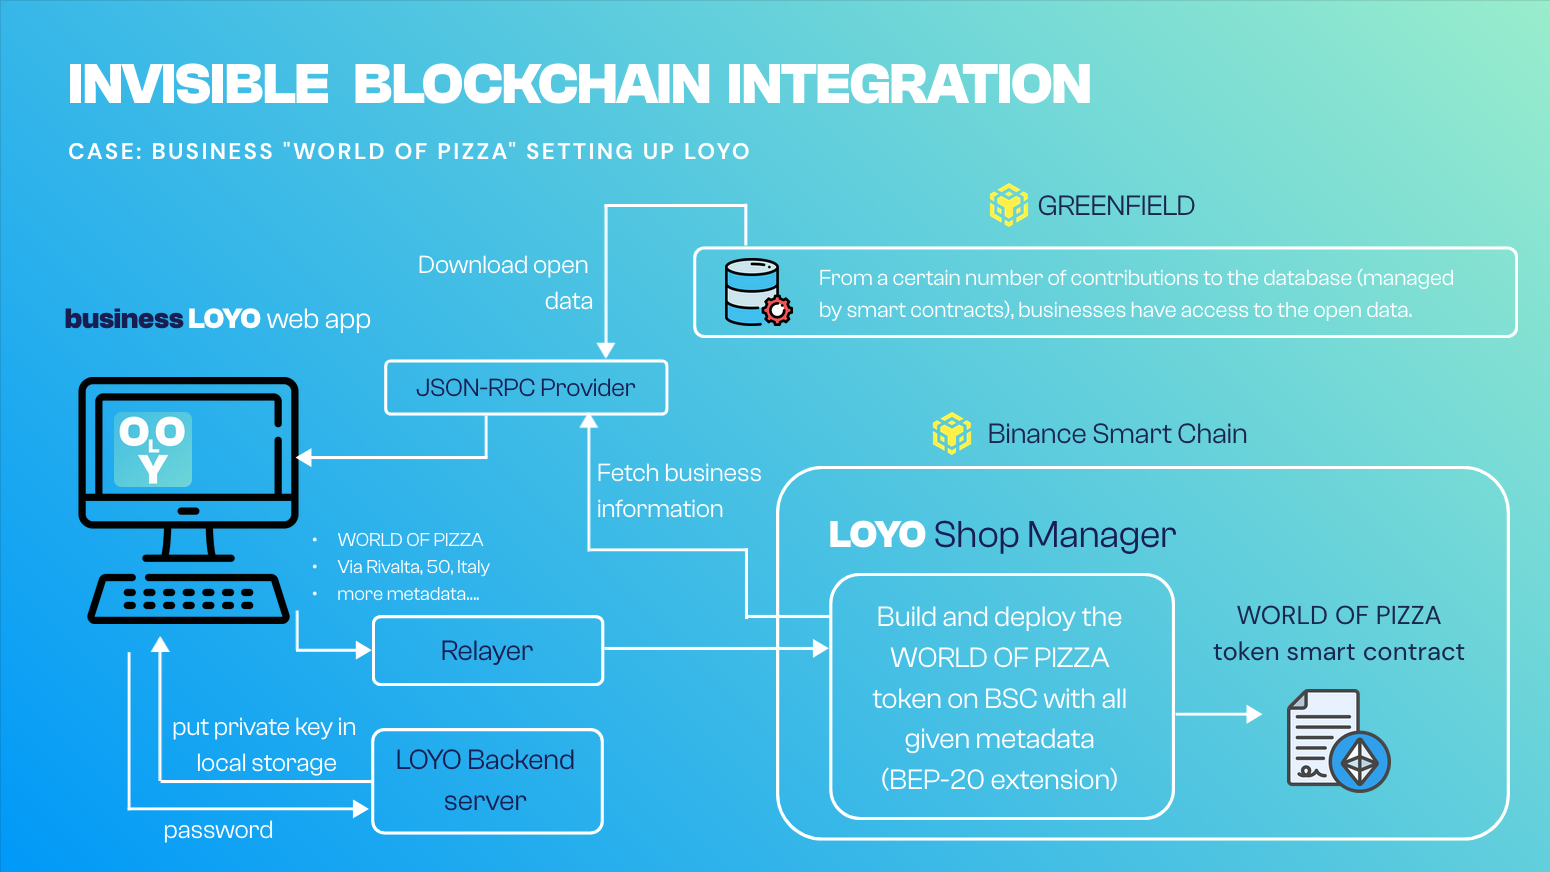 INVISIBLE BLOCKCHAIN INTEGRATION
CASE: BUSINESS "WORLD OF PIZZA" SETTING UP LOYO
GREENFIELD
From a certain number of contributions to the database (managed
by smart contracts), businesses have access to the open data.
Download open
data
business LOYO web app
JSON-RPC Provider
OLO
Y
Fetch business
information
Binance Smart Chain
LOYO Shop Manager
• WORLD OF PIZZA
• Via Rivalta, 50, Italy
• more metadata....
Relayer
Build and deploy the
WORLD OF PIZZA
token on BSC with all
given metadata
(BEP-20 extension)
WORLD OF PIZZA
token smart contract
put private key in
local storage
LOYO Backend
server
password